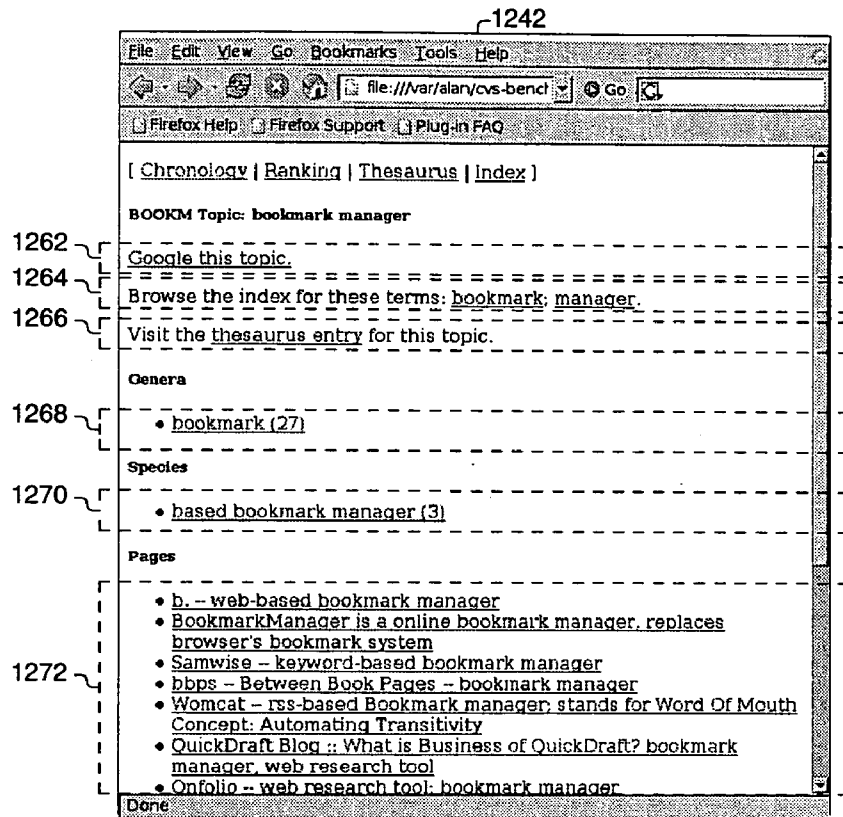 1242
File Edit View Go Bookmarks Tools Help
file:///var/alan/cvs-bench Go
Firefox Help Firefox Support Plug-in FAQ
[ Chronology | Ranking | Thesaurus | Index ]
BOOKM Topic: bookmark manager
1262
Google this topic.
1264
Browse the index for these terms: bookmark; manager.
1266
Visit the thesaurus entry for this topic.
Genera
1268
• bookmark (27)
Species
1270
• based bookmark manager (3)
Pages
1272
• b. -- web-based bookmark manager
• BookmarkManager is a online bookmark manager, replaces
browser's bookmark system
• Samwise -- keyword-based bookmark manager
• bbps -- Between Book Pages -- bookmark manager
• Womcat -- rss-based Bookmark manager; stands for Word Of Mouth
Concept: Automating Transitivity
• QuickDraft Blog :: What is Business of QuickDraft? bookmark
manager, web research tool
• Onfolio -- web research tool; bookmark manager
Done